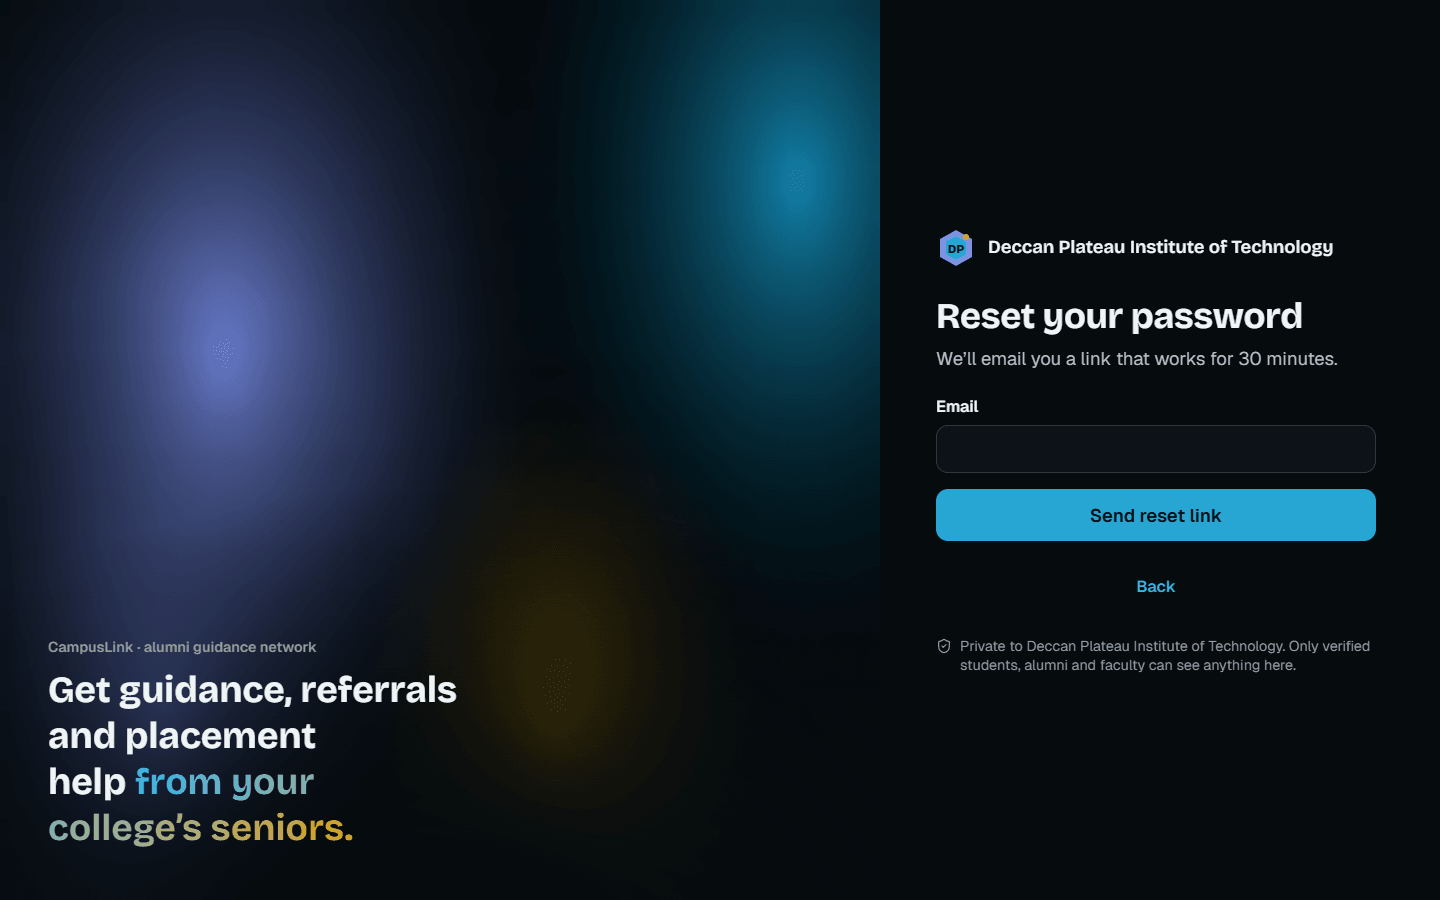 CampusLink · alumni guidance network
Get guidance, referrals
and placement
help from your
college’s seniors.
DP
Deccan Plateau Institute of Technology
Reset your password
We’ll email you a link that works for 30 minutes.
Email
Send reset link
Back
Private to Deccan Plateau Institute of Technology. Only verified
students, alumni and faculty can see anything here.